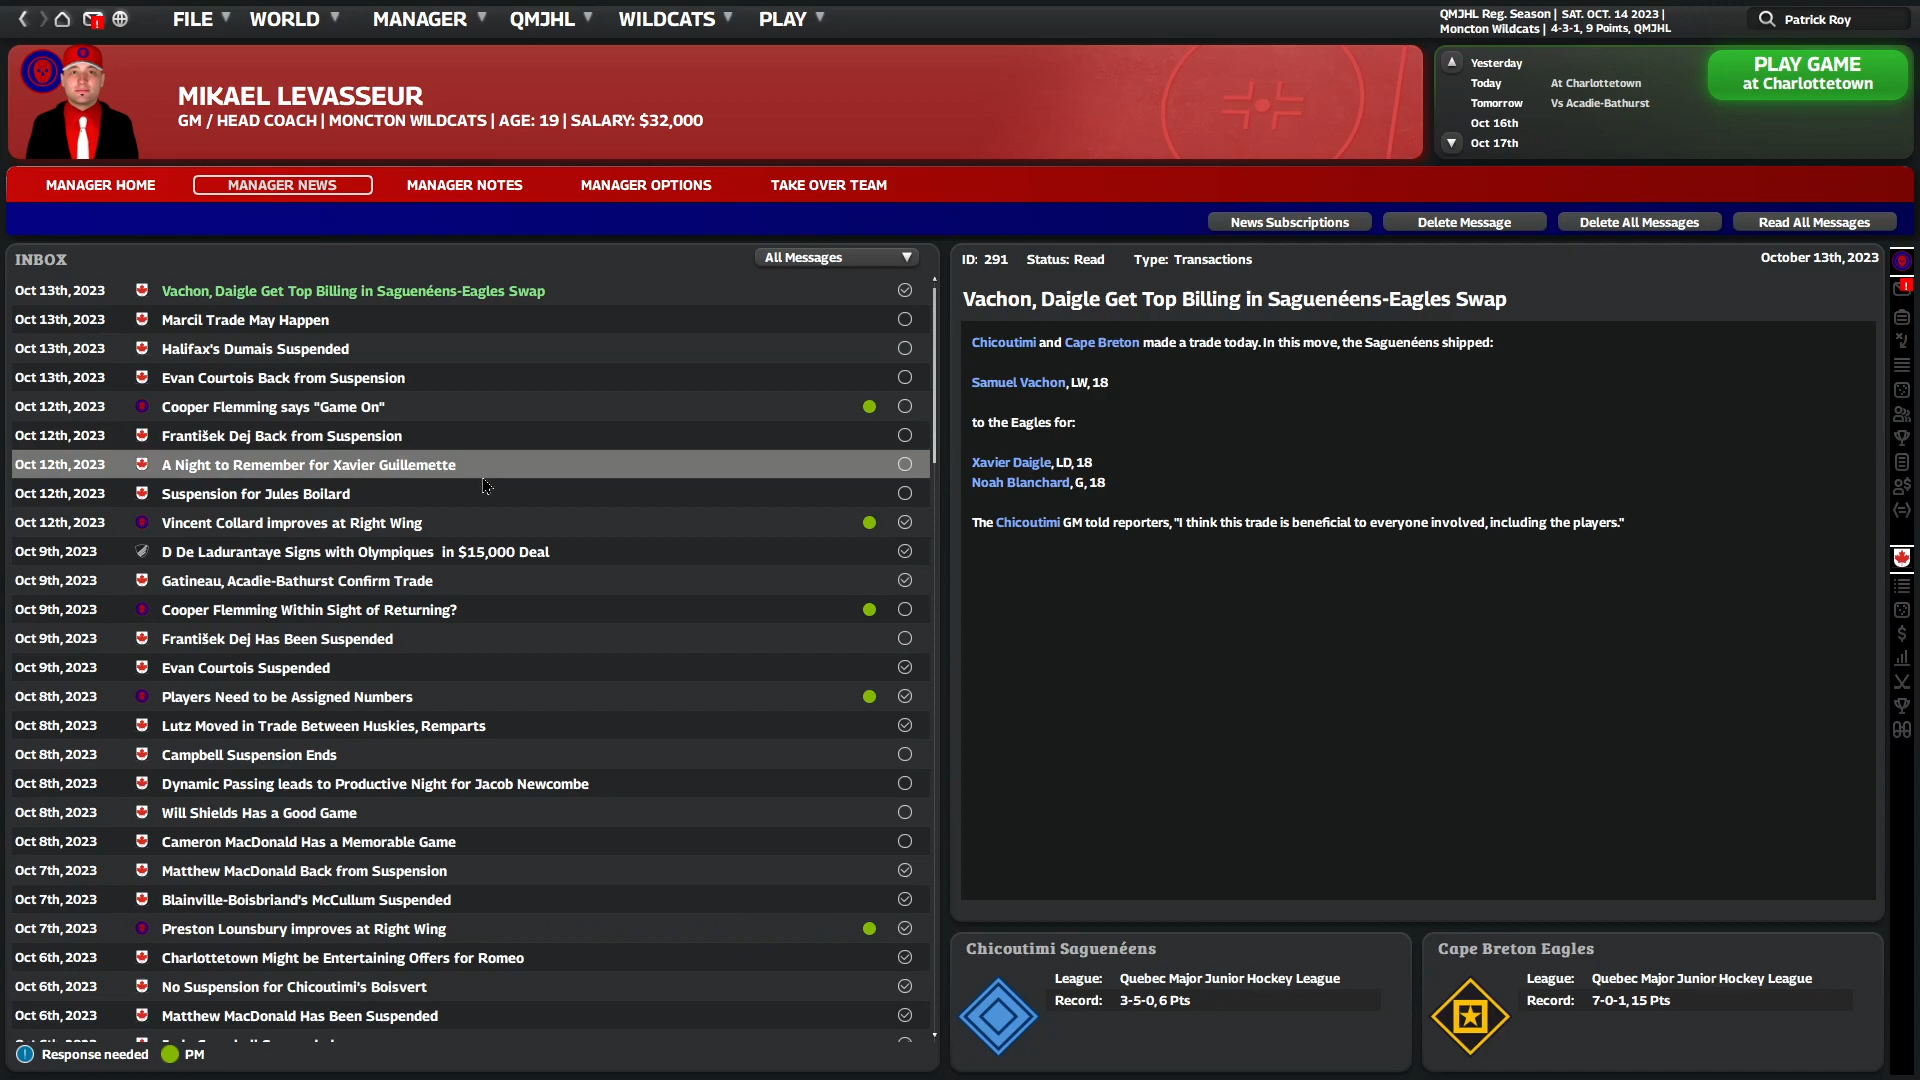 FILE WORLD MANAGER QMJHL WILDCATS PLAY
QMJHL Reg. Season | SAT. OCT. 14 2023 |
Moncton Wildcats | 4-3-1, 9 Points, QMJHL
Patrick Roy
MIKAEL LEVASSEUR
GM / HEAD COACH | MONCTON WILDCATS | AGE: 19 | SALARY: $32,000
Yesterday
Today At Charlottetown
Tomorrow Vs Acadie-Bathurst
Oct 16th
Oct 17th
PLAY GAME
at Charlottetown
MANAGER HOME MANAGER NEWS MANAGER NOTES MANAGER OPTIONS TAKE OVER TEAM
News Subscriptions Delete Message Delete All Messages Read All Messages
INBOX All Messages
Oct 13th, 2023 Vachon, Daigle Get Top Billing in Saguenéens-Eagles Swap
Oct 13th, 2023 Marcil Trade May Happen
Oct 13th, 2023 Halifax's Dumais Suspended
Oct 13th, 2023 Evan Courtois Back from Suspension
Oct 12th, 2023 Cooper Flemming says "Game On"
Oct 12th, 2023 František Dej Back from Suspension
Oct 12th, 2023 A Night to Remember for Xavier Guillemette
Oct 12th, 2023 Suspension for Jules Boilard
Oct 12th, 2023 Vincent Collard improves at Right Wing
Oct 9th, 2023 D De Ladurantaye Signs with Olympiques in $15,000 Deal
Oct 9th, 2023 Gatineau, Acadie-Bathurst Confirm Trade
Oct 9th, 2023 Cooper Flemming Within Sight of Returning?
Oct 9th, 2023 František Dej Has Been Suspended
Oct 9th, 2023 Evan Courtois Suspended
Oct 8th, 2023 Players Need to be Assigned Numbers
Oct 8th, 2023 Lutz Moved in Trade Between Huskies, Remparts
Oct 8th, 2023 Campbell Suspension Ends
Oct 8th, 2023 Dynamic Passing leads to Productive Night for Jacob Newcombe
Oct 8th, 2023 Will Shields Has a Good Game
Oct 8th, 2023 Cameron MacDonald Has a Memorable Game
Oct 7th, 2023 Matthew MacDonald Back from Suspension
Oct 7th, 2023 Blainville-Boisbriand's McCullum Suspended
Oct 7th, 2023 Preston Lounsbury improves at Right Wing
Oct 6th, 2023 Charlottetown Might be Entertaining Offers for Romeo
Oct 6th, 2023 No Suspension for Chicoutimi's Boisvert
Oct 6th, 2023 Matthew MacDonald Has Been Suspended
Response needed PM
ID: 291 Status: Read Type: Transactions October 13th, 2023
Vachon, Daigle Get Top Billing in Saguenéens-Eagles Swap
Chicoutimi and Cape Breton made a trade today. In this move, the Saguenéens shipped:
Samuel Vachon, LW, 18
to the Eagles for:
Xavier Daigle, LD, 18
Noah Blanchard, G, 18
The Chicoutimi GM told reporters, "I think this trade is beneficial to everyone involved, including the players."
Chicoutimi Saguenéens
League: Quebec Major Junior Hockey League
Record: 3-5-0, 6 Pts
Cape Breton Eagles
League: Quebec Major Junior Hockey League
Record: 7-0-1, 15 Pts